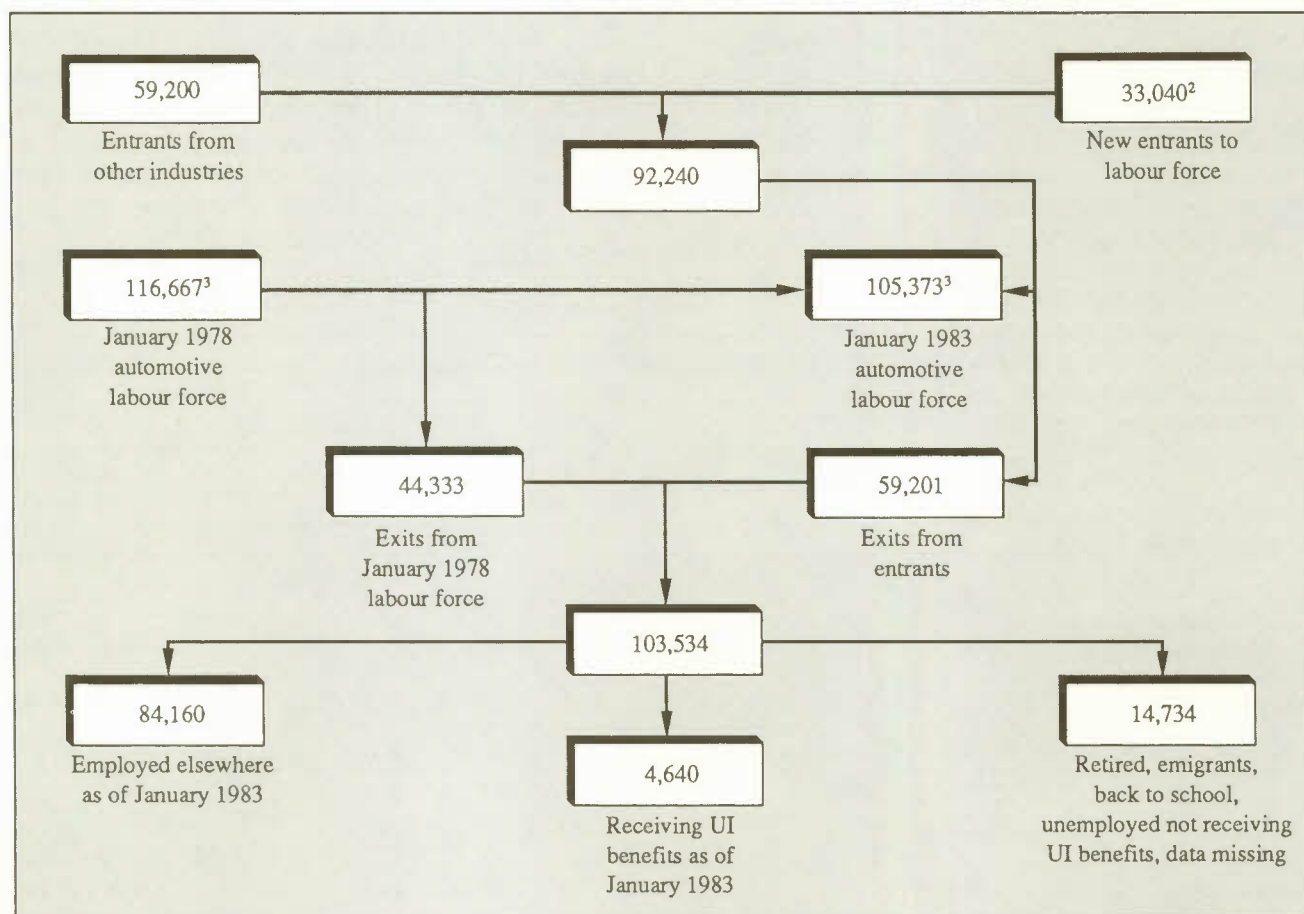 59,200
Entrants from
other industries
33,040²
New entrants to
labour force
92,240
116,667³
January 1978
automotive
labour force
105,373³
January 1983
automotive
labour force
44,333
Exits from
January 1978
labour force
59,201
Exits from
entrants
103,534
84,160
Employed elsewhere
as of January 1983
4,640
Receiving UI
benefits as of
January 1983
14,734
Retired, emigrants,
back to school,
unemployed not receiving
UI benefits, data missing